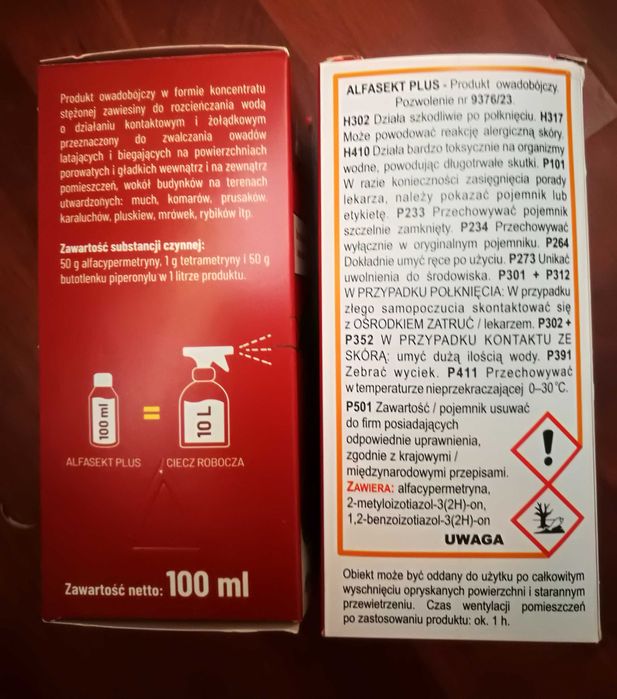 Produkt owadobójczy w formie koncentratu
stężonej zawiesiny do rozcieńczania wodą
o działaniu kontaktowym i żołądkowym
przeznaczony do zwalczania owadów
latających i biegających na powierzchniach
porowatych i gładkich wewnątrz i na zewnątrz
pomieszczeń, wokół budynków na terenach
utwardzonych: much, komarów, prusaków,
karaluchów, pluskiew, mrówek, rybików itp.
Zawartość substancji czynnej:
50 g alfacypermetryny, 1 g tetrametryny i 50 g
butotlenku piperonylu w 1 litrze produktu.
100 ml
=
10 L
ALFASEKT PLUS
CIECZ ROBOCZA
Zawartość netto: 100 ml
ALFASEKT PLUS - Produkt owadobójczy.
Pozwolenie nr 9376/23.
H302 Działa szkodliwie po połknięciu. H317
Może powodować reakcję alergiczną skóry.
H410 Działa bardzo toksycznie na organizmy
wodne, powodując długotrwałe skutki. P101
W razie konieczności zasięgnięcia porady
lekarza, należy pokazać pojemnik lub
etykietę. P233 Przechowywać pojemnik
szczelnie zamknięty. P234 Przechowywać
wyłącznie w oryginalnym pojemniku. P264
Dokładnie umyć ręce po użyciu. P273 Unikać
uwolnienia do środowiska. P301 + P312
W PRZYPADKU POŁKNIĘCIA: W przypadku
złego samopoczucia skontaktować się
z OŚRODKIEM ZATRUĆ / lekarzem. P302 +
P352 W PRZYPADKU KONTAKTU ZE
SKÓRĄ: umyć dużą ilością wody. P391
Zebrać wyciek. P411 Przechowywać
w temperaturze nieprzekraczającej 0–30°C.
P501 Zawartość / pojemnik usuwać
do firm posiadających
odpowiednie uprawnienia,
zgodnie z krajowymi /
międzynarodowymi przepisami.
ZAWIERA: alfacypermetryna,
2-metyloizotiazol-3(2H)-on,
1,2-benzoizotiazol-3(2H)-on
UWAGA
Obiekt może być oddany do użytku po całkowitym
wyschnięciu opryskanych powierzchni i starannym
przewietrzeniu. Czas wentylacji pomieszczeń
po zastosowaniu produktu: ok. 1 h.